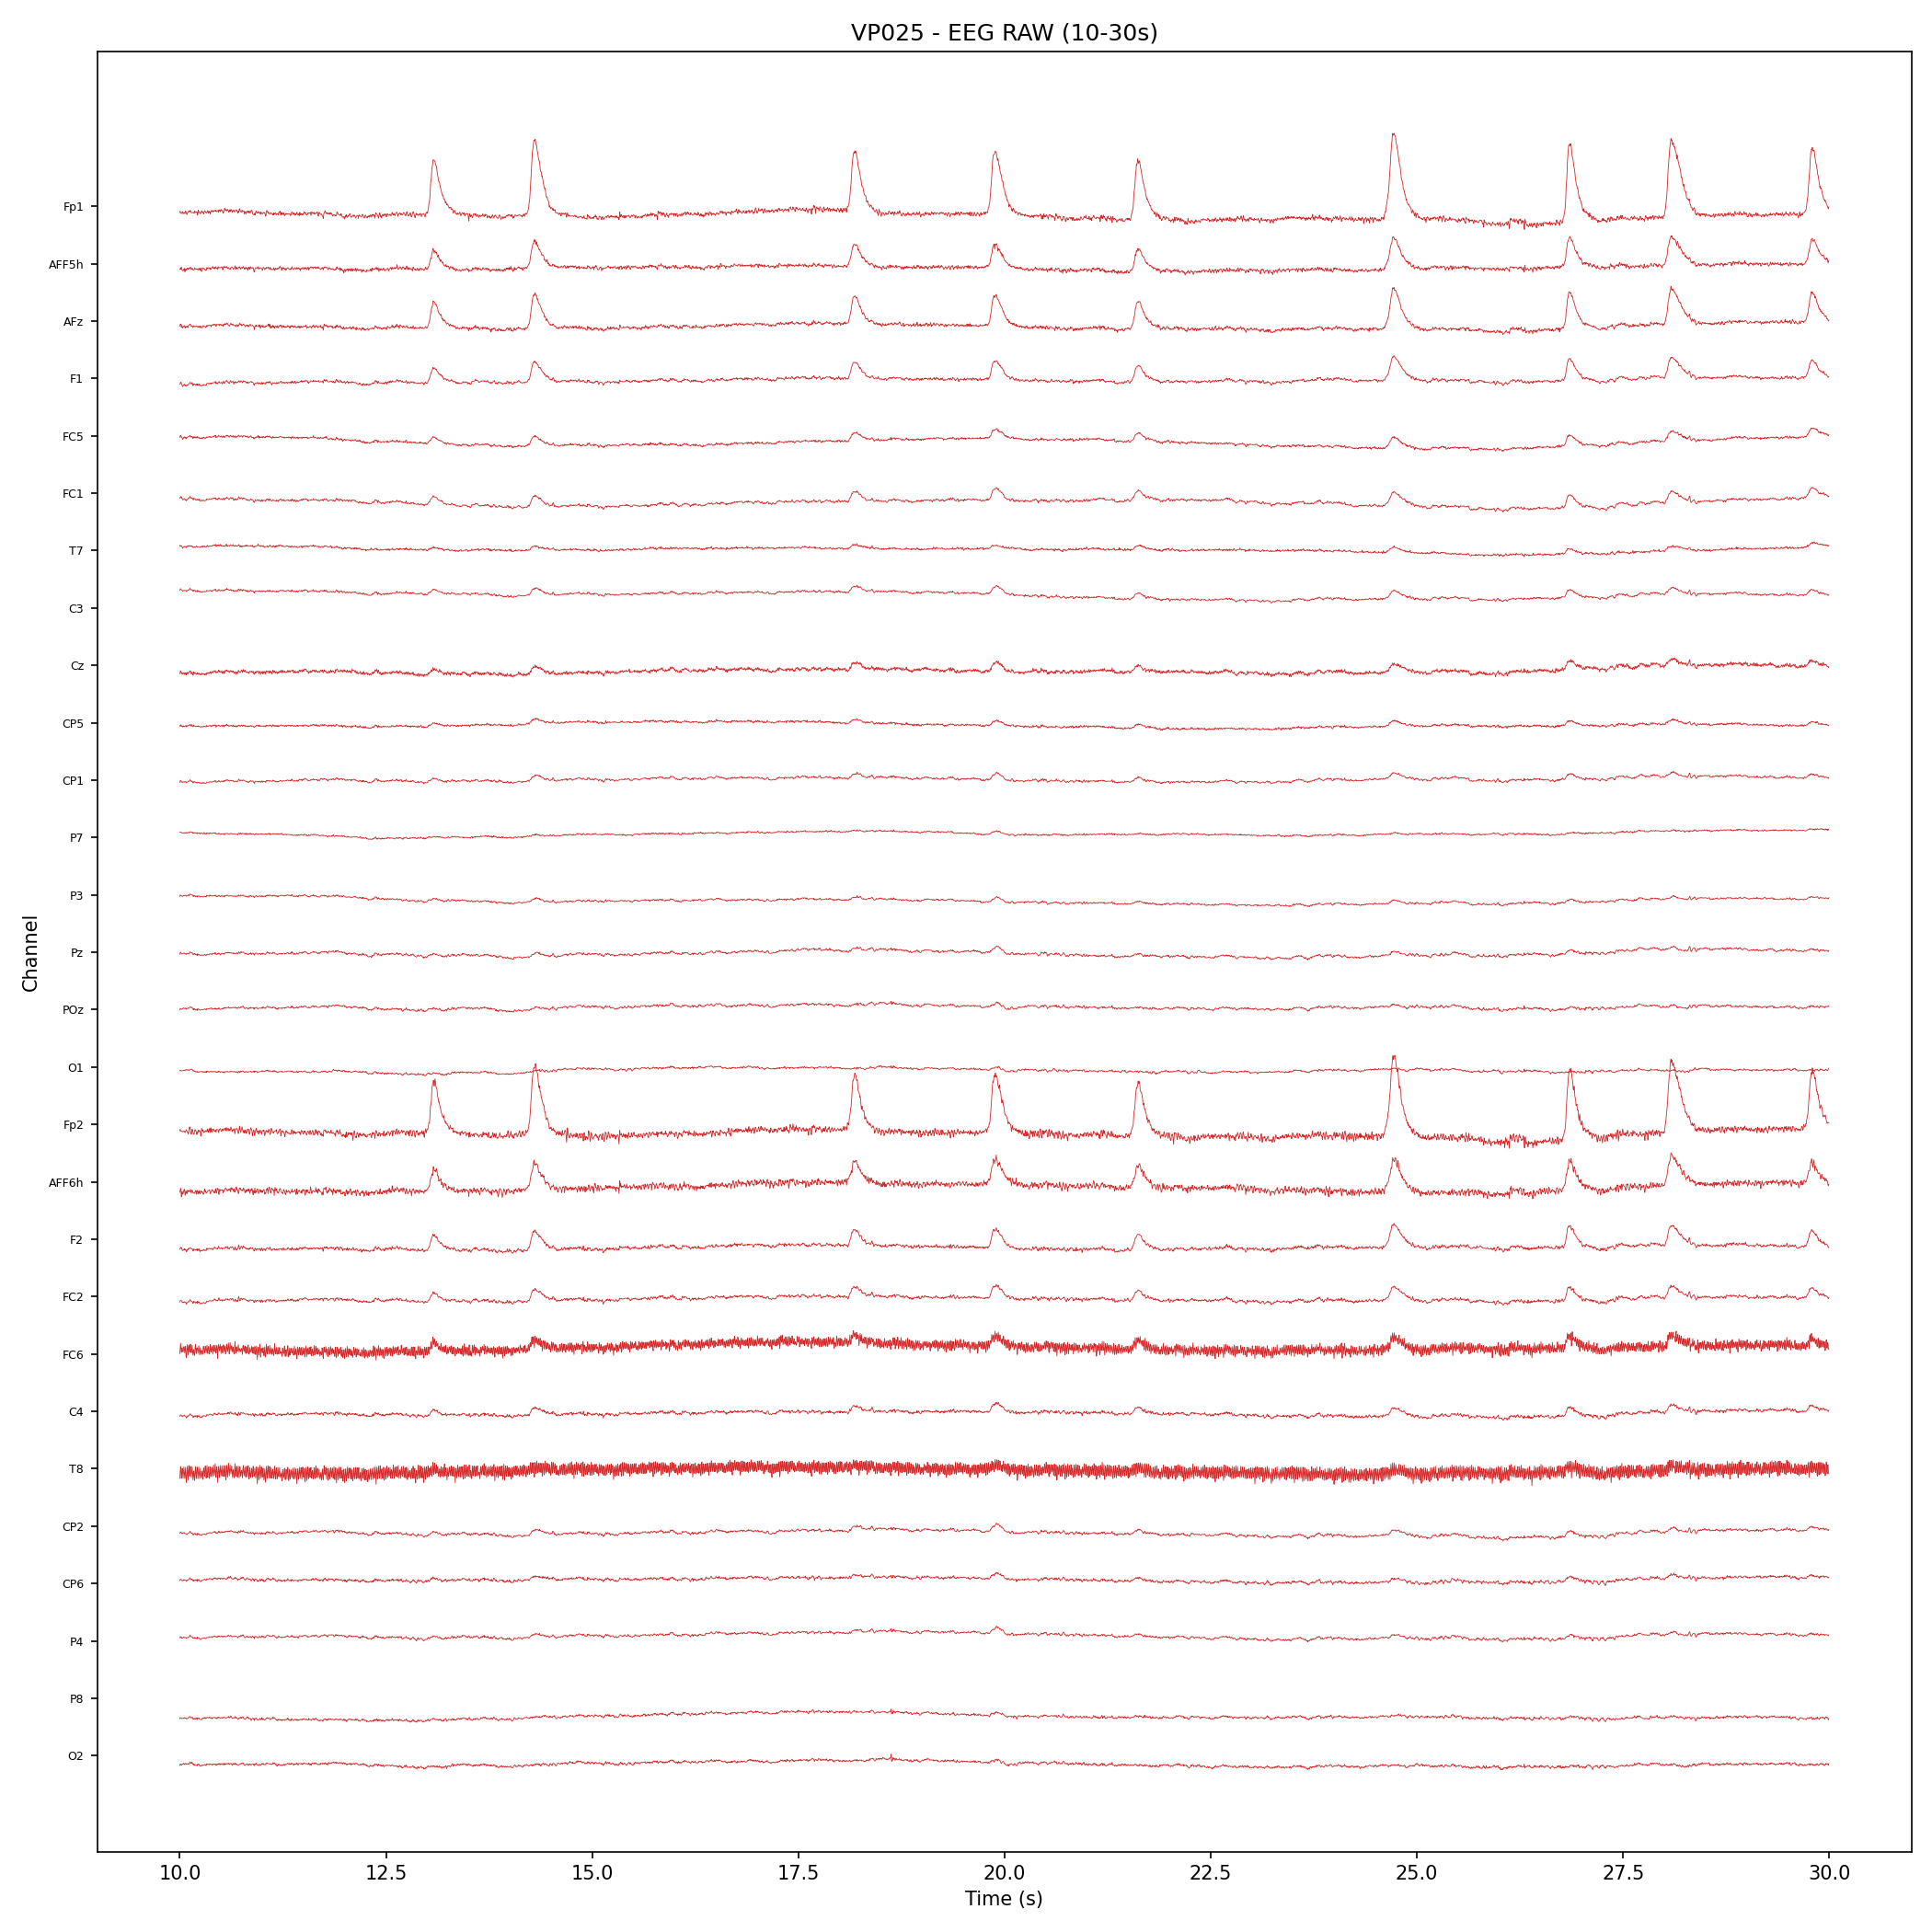 VP025 - EEG RAW (10-30s)
Fp1
AFF5h
AFz
F1
FC5
FC1
T7
C3
Cz
CP5
CP1
P7
P3
Pz
POz
O1
Fp2
AFF6h
F2
FC2
FC6
C4
T8
CP2
CP6
P4
P8
O2
Channel
10.0 12.5 15.0 17.5 20.0 22.5 25.0 27.5 30.0
Time (s)